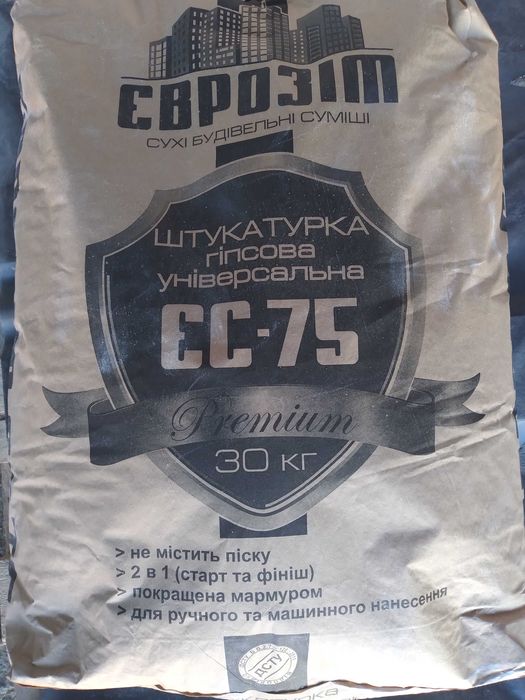 ЄВРОЗІТ
СУХІ БУДІВЕЛЬНІ СУМІШІ
ШТУКАТУРКА
гіпсова
універсальна
ЄС-75
Premium
30 кг
> не містить піску
> 2 в 1 (старт та фініш)
> покращена мармуром
> для ручного та машинного нанесення
ДСТУ